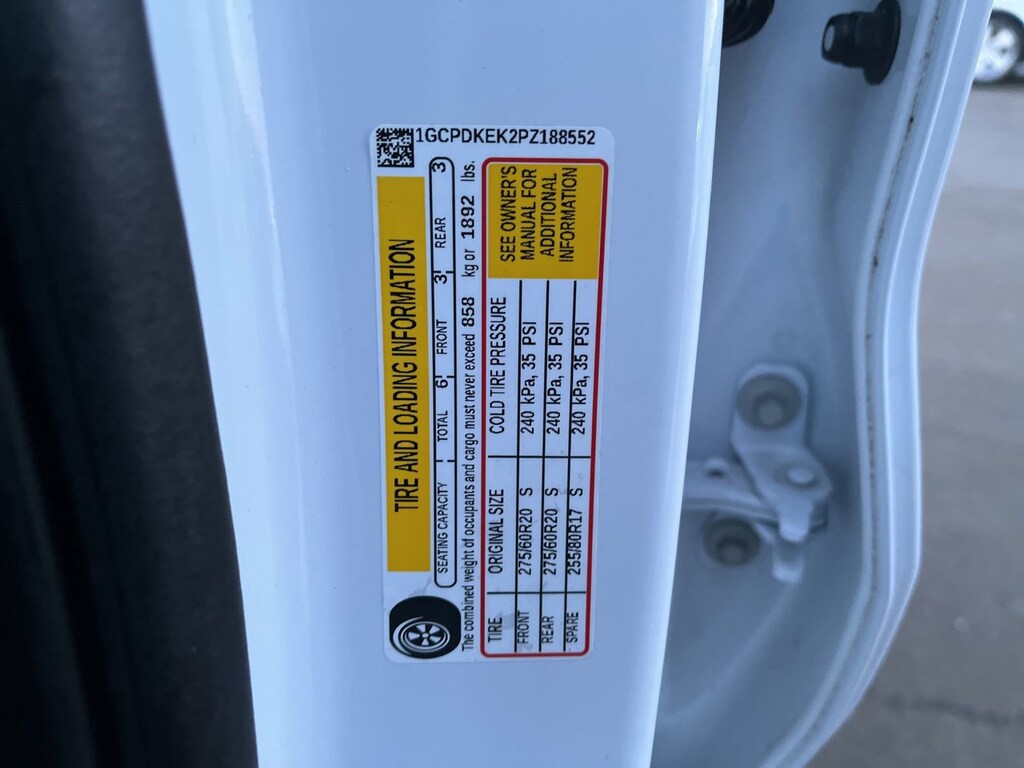 1GCPDKEK2PZ188552
TIRE AND LOADING INFORMATION
SEATING CAPACITY TOTAL 6 FRONT 3 REAR 3
The combined weight of occupants and cargo must never exceed 858 kg or 1892 lbs.
TIRE ORIGINAL SIZE COLD TIRE PRESSURE
FRONT 275/60R20 S 240 kPa, 35 PSI
REAR 275/60R20 S 240 kPa, 35 PSI
SPARE 255/80R17 S 240 kPa, 35 PSI
SEE OWNER'S
MANUAL FOR
ADDITIONAL
INFORMATION